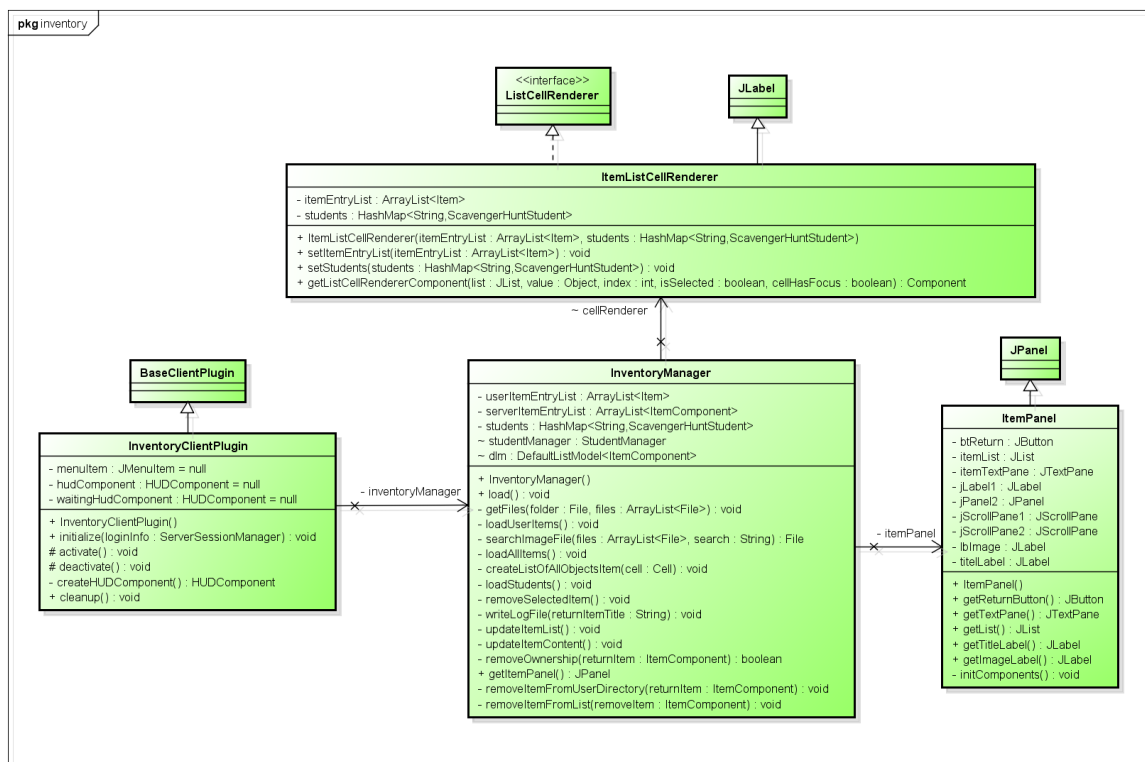 pkg inventory
<<interface>>
ListCellRenderer
JLabel
ItemListCellRenderer
- itemEntryList : ArrayList<Item>
- students : HashMap<String,ScavengerHuntStudent>
+ ItemListCellRenderer(itemEntryList : ArrayList<Item>, students : HashMap<String,ScavengerHuntStudent>)
+ setItemEntryList(itemEntryList : ArrayList<Item>) : void
+ setStudents(students : HashMap<String,ScavengerHuntStudent>) : void
+ getListCellRendererComponent(list : JList, value : Object, index : int, isSelected : boolean, cellHasFocus : boolean) : Component
~ cellRenderer
BaseClientPlugin
InventoryClientPlugin
- menuItem : JMenuItem = null
- hudComponent : HUDComponent = null
- waitingHudComponent : HUDComponent = null
+ InventoryClientPlugin()
+ initialize(loginInfo : ServerSessionManager) : void
# activate() : void
# deactivate() : void
- createHUDComponent() : HUDComponent
+ cleanup() : void
- inventoryManager
InventoryManager
- userItemEntryList : ArrayList<Item>
- serverItemEntryList : ArrayList<ItemComponent>
- students : HashMap<String,ScavengerHuntStudent>
~ studentManager : StudentManager
~ dlm : DefaultListModel<ItemComponent>
+ InventoryManager()
+ load() : void
- getFiles(folder : File, files : ArrayList<File>) : void
- loadUserItems() : void
- searchImageFile(files : ArrayList<File>, search : String) : File
- loadAllItems() : void
- createListOfAllObjectsItem(cell : Cell) : void
- loadStudents() : void
- removeSelectedItem() : void
- writeLogFile(returnItemTitle : String) : void
- updateItemList() : void
- updateItemContent() : void
- removeOwnership(returnItem : ItemComponent) : boolean
+ getItemPanel() : JPanel
- removeItemFromUserDirectory(returnItem : ItemComponent) : void
- removeItemFromList(removeItem : ItemComponent) : void
- itemPanel
JPanel
ItemPanel
- btReturn : JButton
- itemList : JList
- itemTextPane : JTextPane
- jLabel1 : JLabel
- jPanel2 : JPanel
- jScrollPane1 : JScrollPane
- jScrollPane2 : JScrollPane
- lbImage : JLabel
- titelLabel : JLabel
+ ItemPanel()
+ getReturnButton() : JButton
+ getTextPane() : JTextPane
+ getList() : JList
+ getTitleLabel() : JLabel
+ getImageLabel() : JLabel
- initComponents() : void